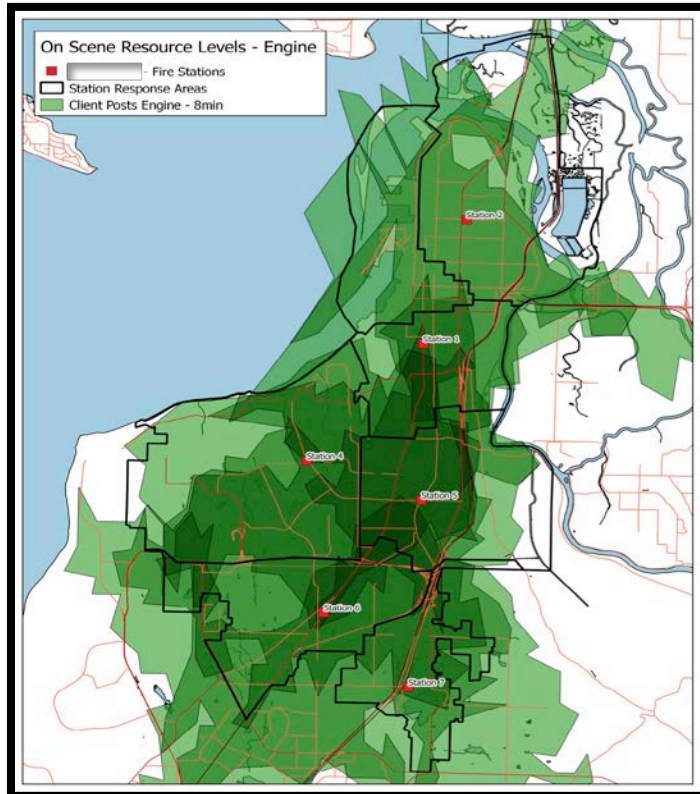 On Scene Resource Levels - Engine
- Fire Stations
Station Response Areas
Client Posts Engine - 8min
Station 2
Station 1
Station 4
Station 5
Station 6
Station 7